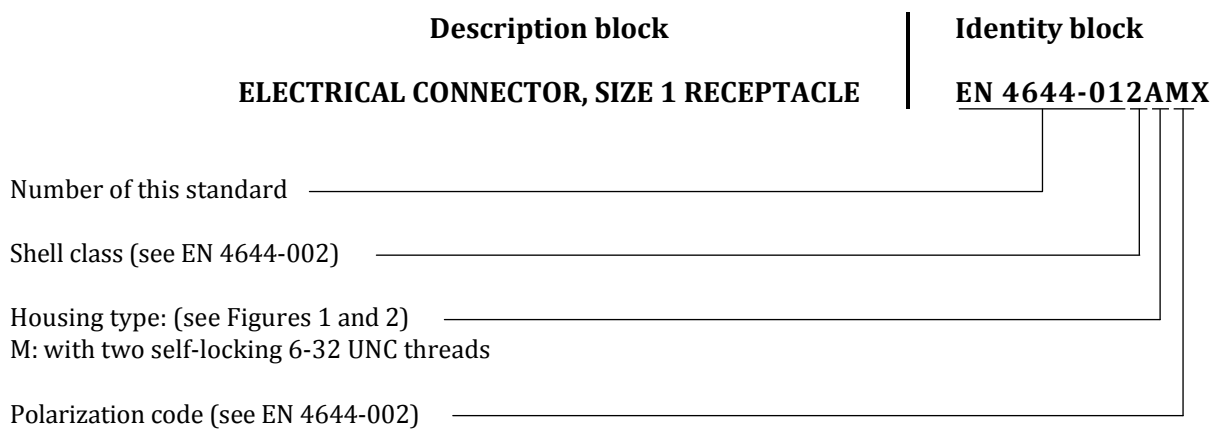 Description block
Identity block
ELECTRICAL CONNECTOR, SIZE 1 RECEPTACLE
EN 4644-012AMX
Number of this standard
Shell class (see EN 4644-002)
Housing type: (see Figures 1 and 2)
M: with two self-locking 6-32 UNC threads
Polarization code (see EN 4644-002)